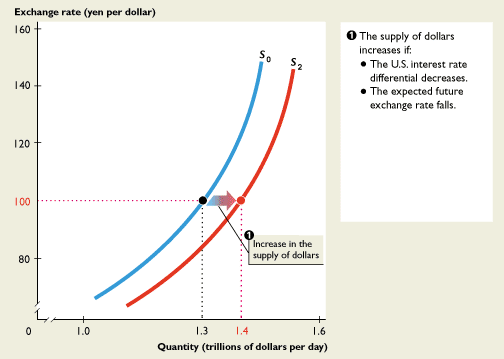 Exchange rate (yen per dollar)
160
140
120
100
80
0
1.0
1.3
1.4
1.6
Quantity (trillions of dollars per day)
S0
S2
1
Increase in the
supply of dollars
1 The supply of dollars
increases if:
● The U.S. interest rate
differential decreases.
● The expected future
exchange rate falls.